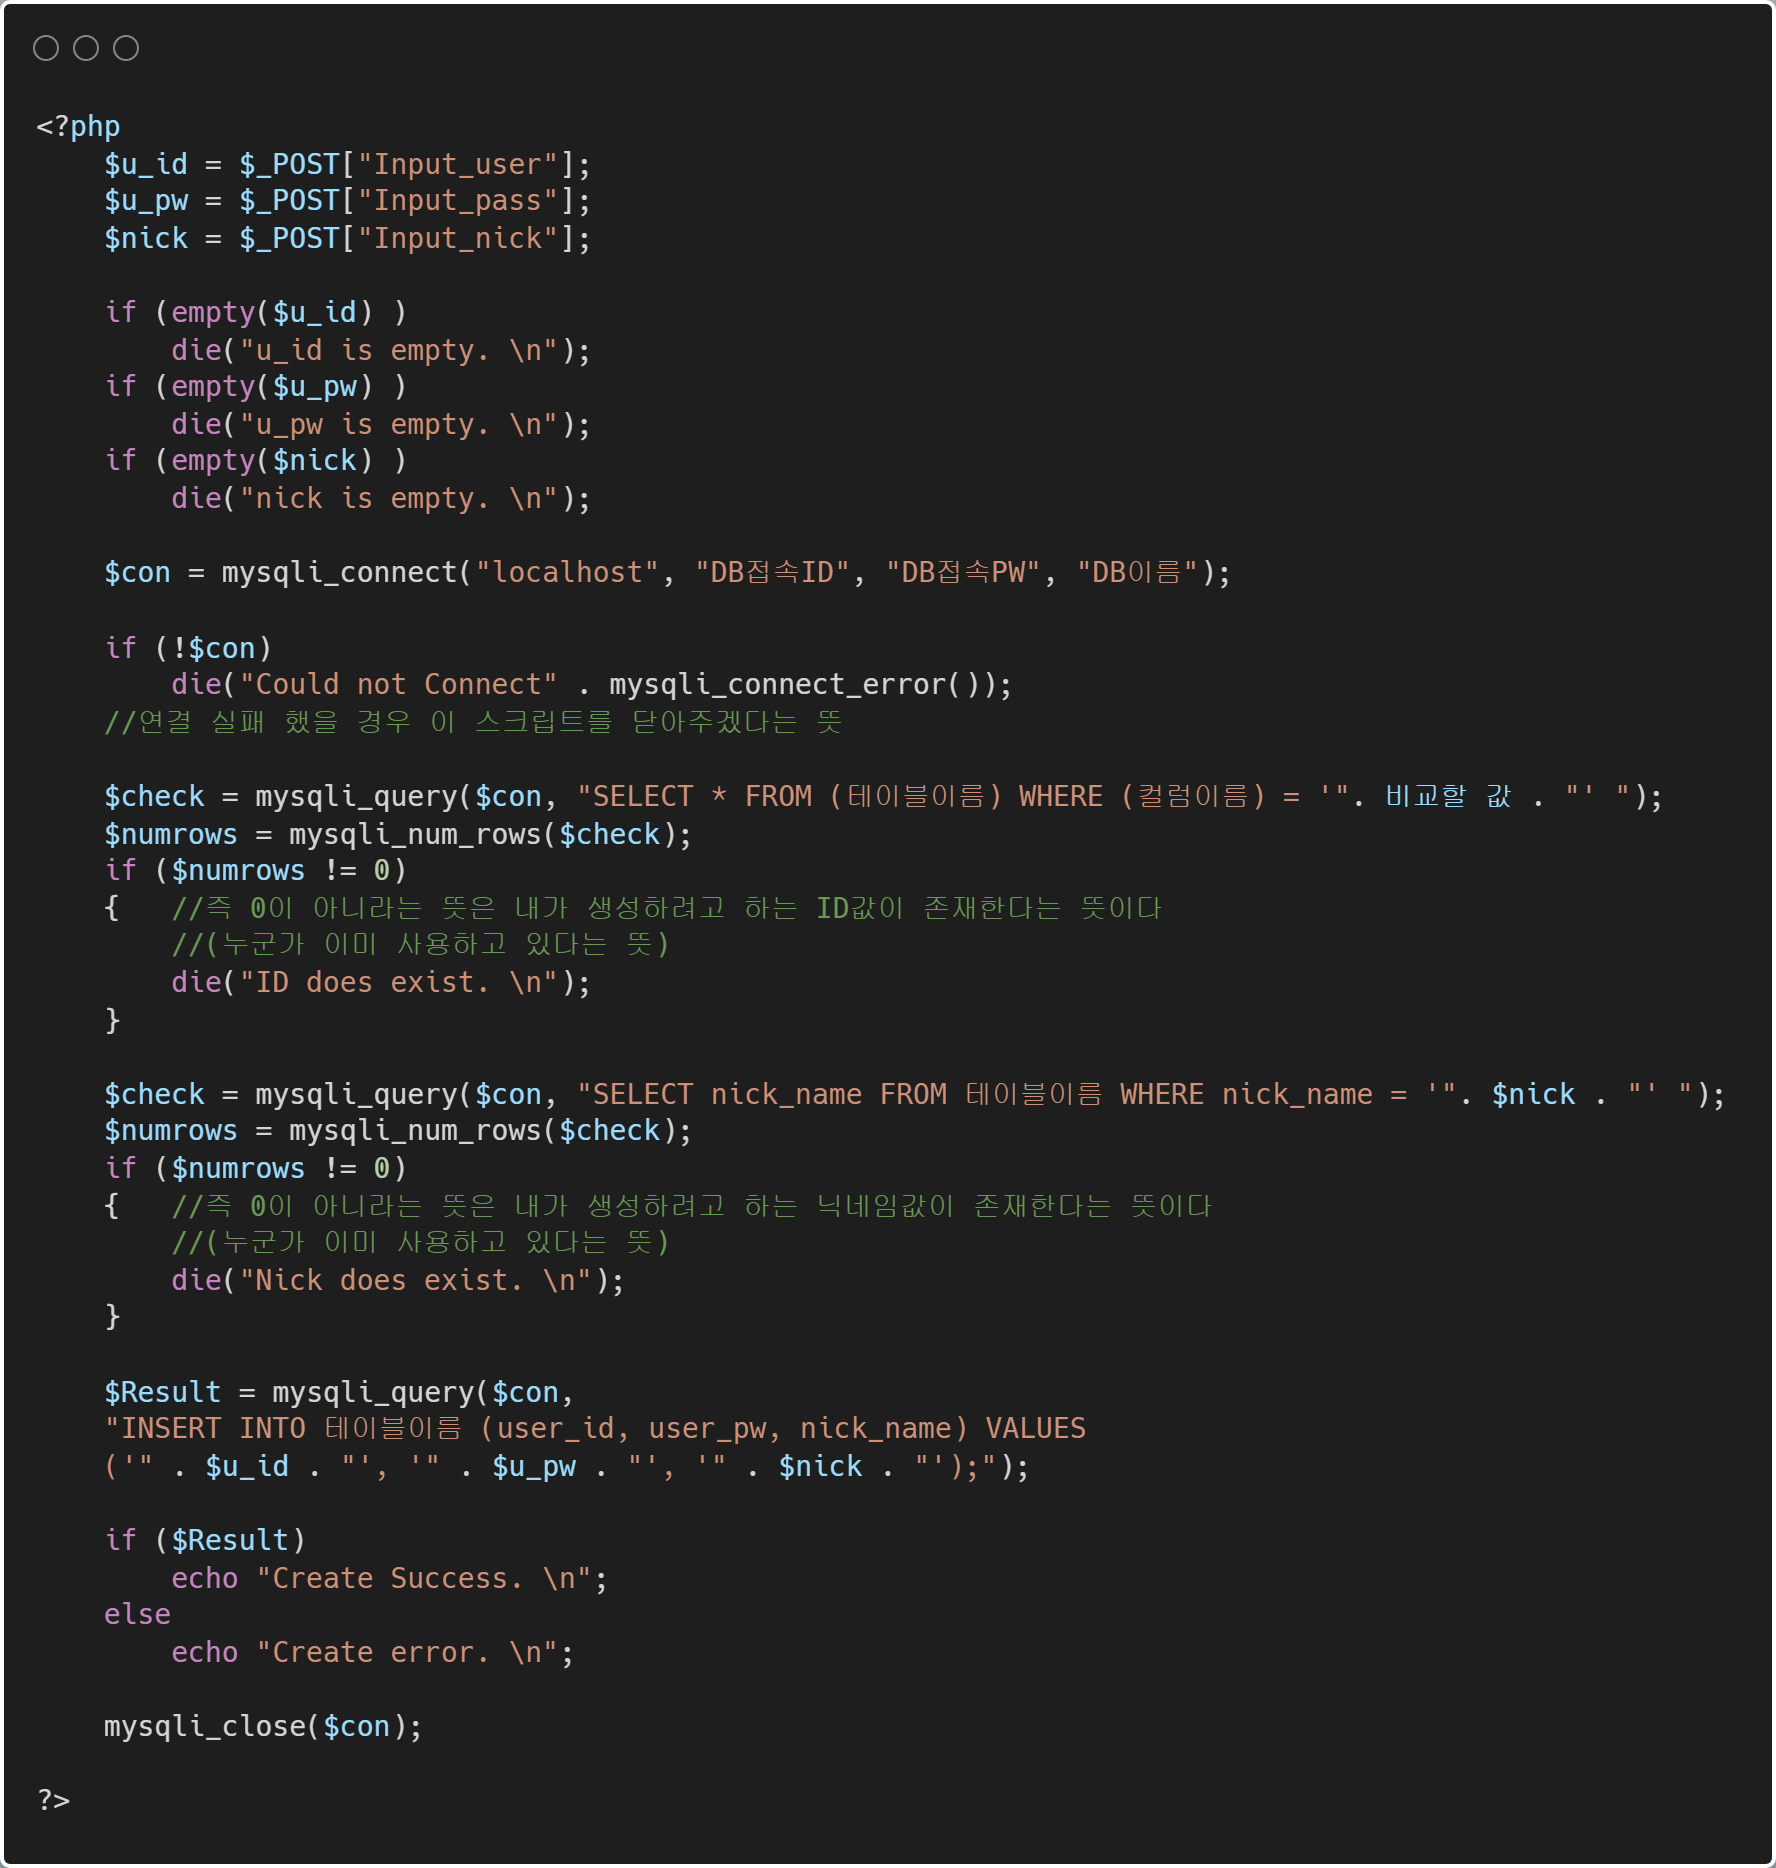 <?php
$u_id = $_POST["Input_user"];
$u_pw = $_POST["Input_pass"];
$nick = $_POST["Input_nick"];
if (empty($u_id) )
die("u_id is empty. \n");
if (empty($u_pw) )
die("u_pw is empty. \n");
if (empty($nick) )
die("nick is empty. \n");
$con = mysqli_connect("localhost", "DB접속ID", "DB접속PW", "DB이름");
if (!$con)
die("Could not Connect" . mysqli_connect_error());
//연결 실패 했을 경우 이 스크립트를 닫아주겠다는 뜻
$check = mysqli_query($con, "SELECT * FROM (테이블이름) WHERE (컬럼이름) = '". 비교할 값 . "' ");
$numrows = mysqli_num_rows($check);
if ($numrows != 0)
{ //즉 0이 아니라는 뜻은 내가 생성하려고 하는 ID값이 존재한다는 뜻이다
//(누군가 이미 사용하고 있다는 뜻)
die("ID does exist. \n");
}
$check = mysqli_query($con, "SELECT nick_name FROM 테이블이름 WHERE nick_name = '". $nick . "' ");
$numrows = mysqli_num_rows($check);
if ($numrows != 0)
{ //즉 0이 아니라는 뜻은 내가 생성하려고 하는 닉네임값이 존재한다는 뜻이다
//(누군가 이미 사용하고 있다는 뜻)
die("Nick does exist. \n");
}
$Result = mysqli_query($con,
"INSERT INTO 테이블이름 (user_id, user_pw, nick_name) VALUES
('" . $u_id . "', '" . $u_pw . "', '" . $nick . "');");
if ($Result)
echo "Create Success. \n";
else
echo "Create error. \n";
mysqli_close($con);
?>